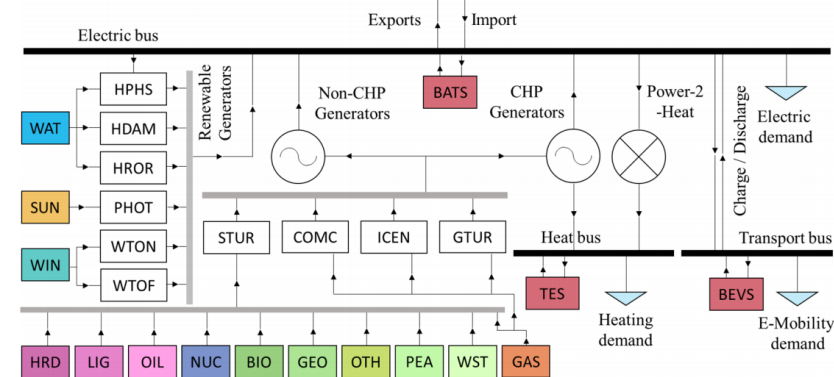 Exports
Import
Electric bus
HPHS
HDAM
HROR
PHOT
WTON
WTOF
WAT
SUN
WIN
Renewable
Generators
Non-CHP
Generators
BATS
CHP
Generators
Power-2
-Heat
Charge / Discharge
Electric
demand
STUR
COMC
ICEN
GTUR
Heat bus
Transport bus
TES
BEVS
Heating
demand
E-Mobility
demand
HRD
LIG
OIL
NUC
BIO
GEO
OTH
PEA
WST
GAS